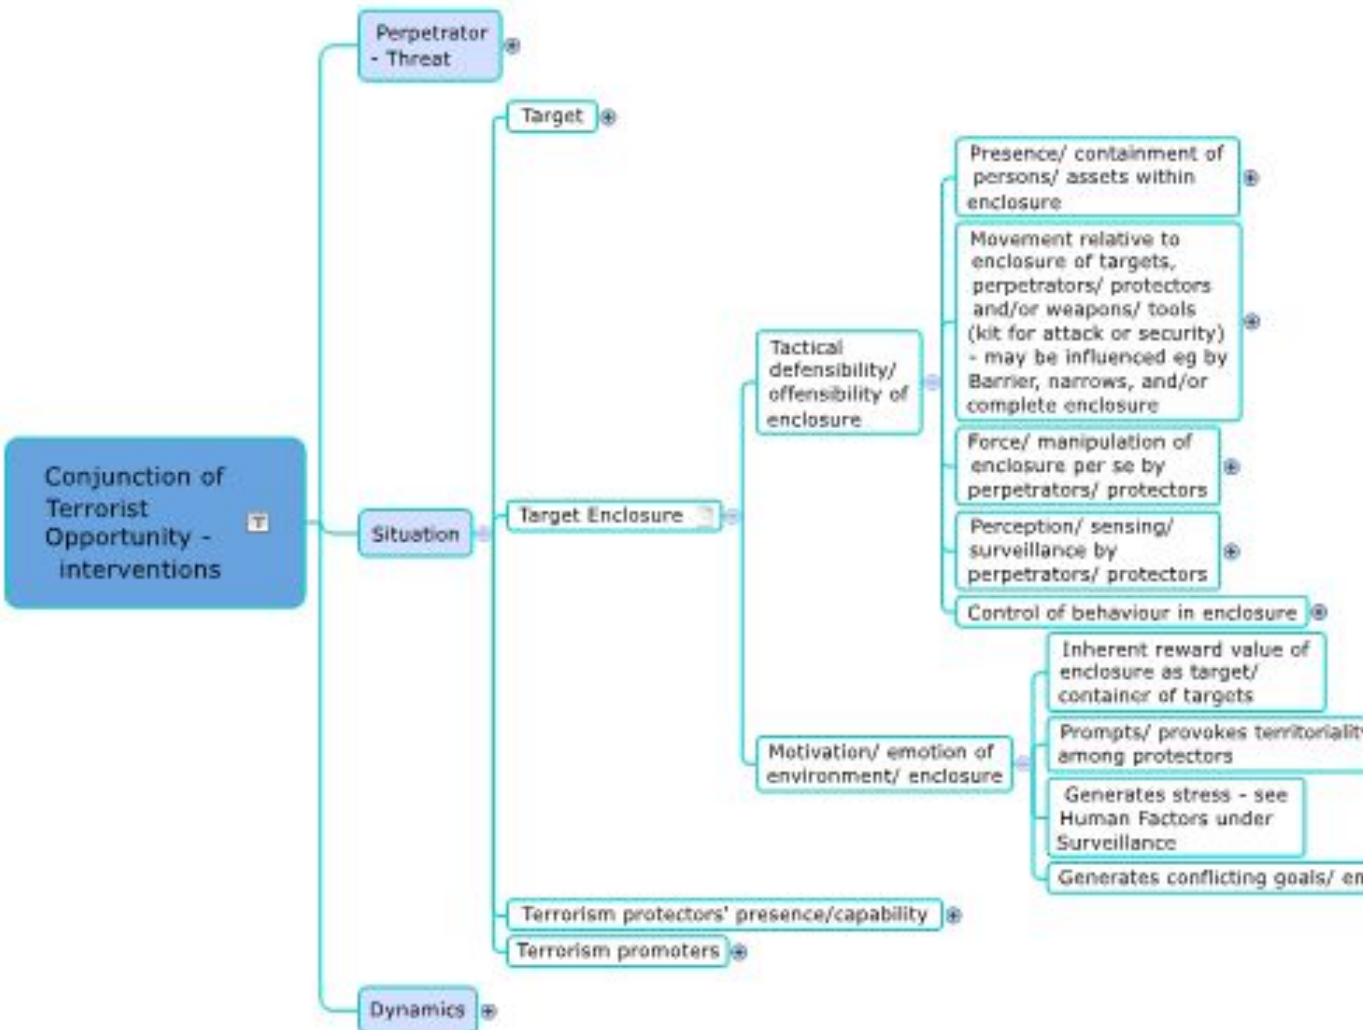 Perpetrator
- Threat
Target
Presence/ containment of
persons/ assets within
enclosure
Movement relative to
enclosure of targets,
perpetrators/ protectors
and/or weapons/ tools
(kit for attack or security)
- may be influenced eg by
Barrier, narrows, and/or
complete enclosure
Tactical
defensibility/
offensibility of
enclosure
Force/ manipulation of
enclosure per se by
perpetrators/ protectors
Conjunction of
Terrorist
Opportunity -
interventions
T
Situation
Target Enclosure
Perception/ sensing/
surveillance by
perpetrators/ protectors
Control of behaviour in enclosure
Inherent reward value of
enclosure as target/
container of targets
Motivation/ emotion of
environment/ enclosure
Prompts/ provokes territoriality
among protectors
Generates stress - see
Human Factors under
Surveillance
Generates conflicting goals/
Terrorism protectors' presence/capability
Terrorism promoters
Dynamics